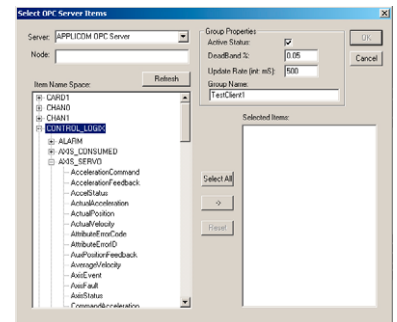 Select OPC Server Items
Server: APPLICOM OPC Server
Node:
Item Name Space:
Refresh
CARD1
CHAN0
CHAN1
CONTROL_LOGIX
ALARM
AXIS_CONSUMED
AXIS_SERVO
AccelerationCommand
AccelerationFeedback
AccelStatus
ActualAcceleration
ActualPosition
ActualVelocity
AttributeErrorCode
AttributeErrorID
AuxPositionFeedback
AverageVelocity
AxisEvent
AxisFault
AxisStatus
CommandAcceleration
Group Properties
Active Status:
DeadBand %: 0.05
Update Rate (int: mS): 500
Group Name:
TestClient1
OK
Cancel
Selected Items:
Select All
->
Reset